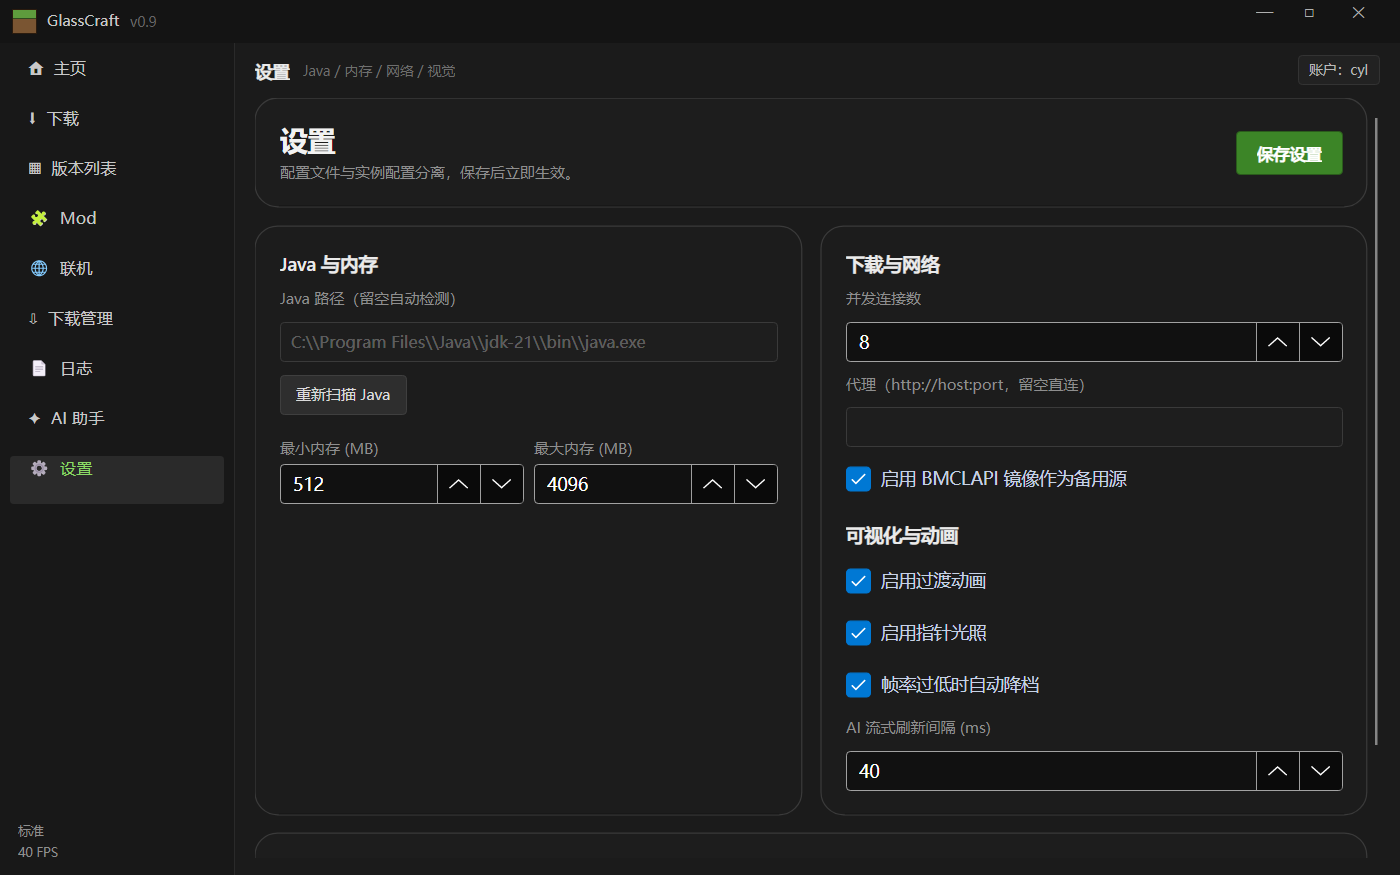 GlassCraft v0.9
主页
下载
版本列表
Mod
联机
下载管理
日志
AI 助手
设置
标准
40 FPS
设置 Java / 内存 / 网络 / 视觉
账户：cyl
设置
配置文件与实例配置分离，保存后立即生效。
保存设置
Java 与内存
Java 路径（留空自动检测）
C:\\Program Files\\Java\\jdk-21\\bin\\java.exe
重新扫描 Java
最小内存 (MB)
最大内存 (MB)
512
4096
下载与网络
并发连接数
8
代理（http://host:port，留空直连）
启用 BMCLAPI 镜像作为备用源
可视化与动画
启用过渡动画
启用指针光照
帧率过低时自动降档
AI 流式刷新间隔 (ms)
40